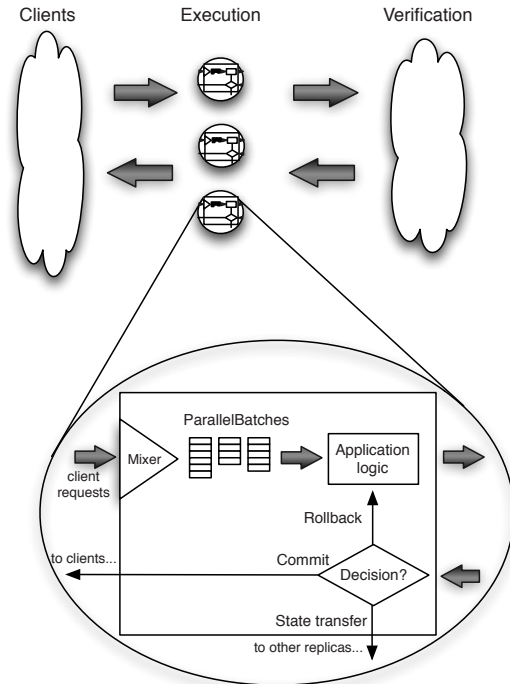 Clients
Execution
Verification
ParallelBatches
Mixer
Application
logic
client
requests
Rollback
to clients...
Commit
Decision?
State transfer
to other replicas...